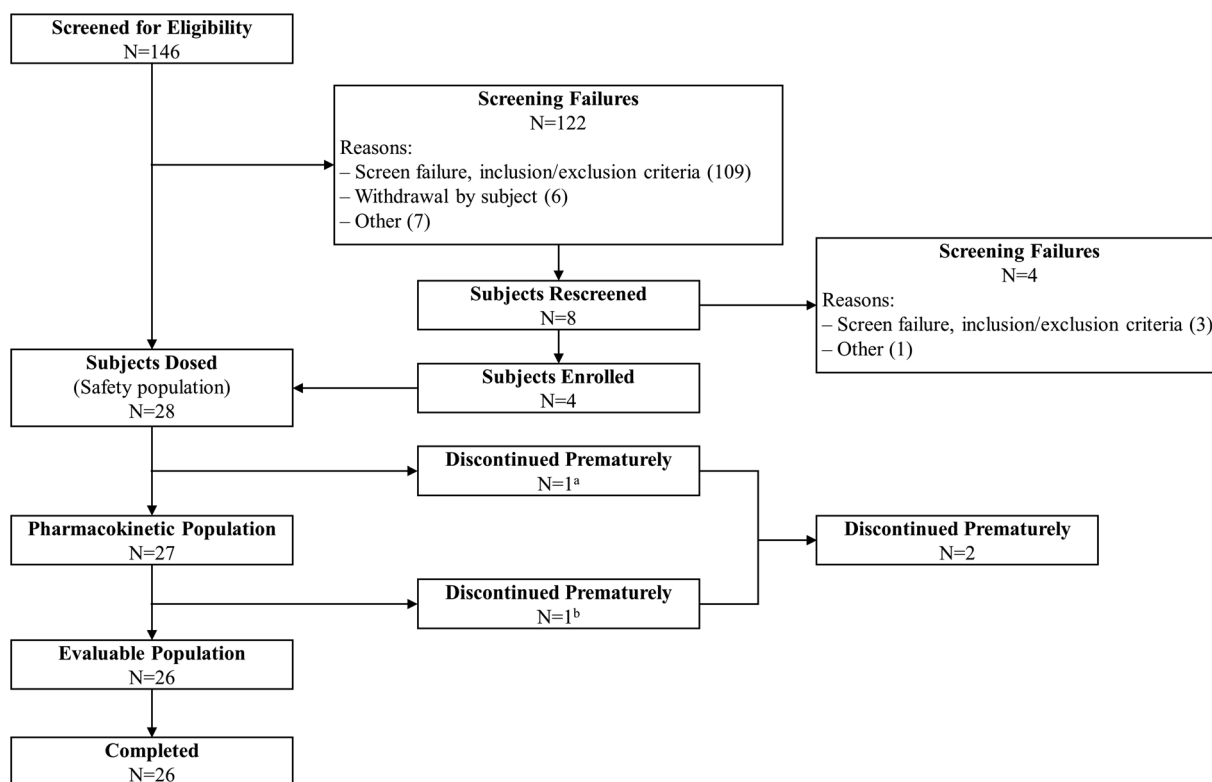 Screened for Eligibility
N=146
Screening Failures
N=122
Reasons:
– Screen failure, inclusion/exclusion criteria (109)
– Withdrawal by subject (6)
– Other (7)
Screening Failures
N=4
Reasons:
– Screen failure, inclusion/exclusion criteria (3)
– Other (1)
Subjects Rescreened
N=8
Subjects Dosed
(Safety population)
N=28
Subjects Enrolled
N=4
Discontinued Prematurely
N=1ᵃ
Pharmacokinetic Population
N=27
Discontinued Prematurely
N=2
Discontinued Prematurely
N=1ᵇ
Evaluable Population
N=26
Completed
N=26